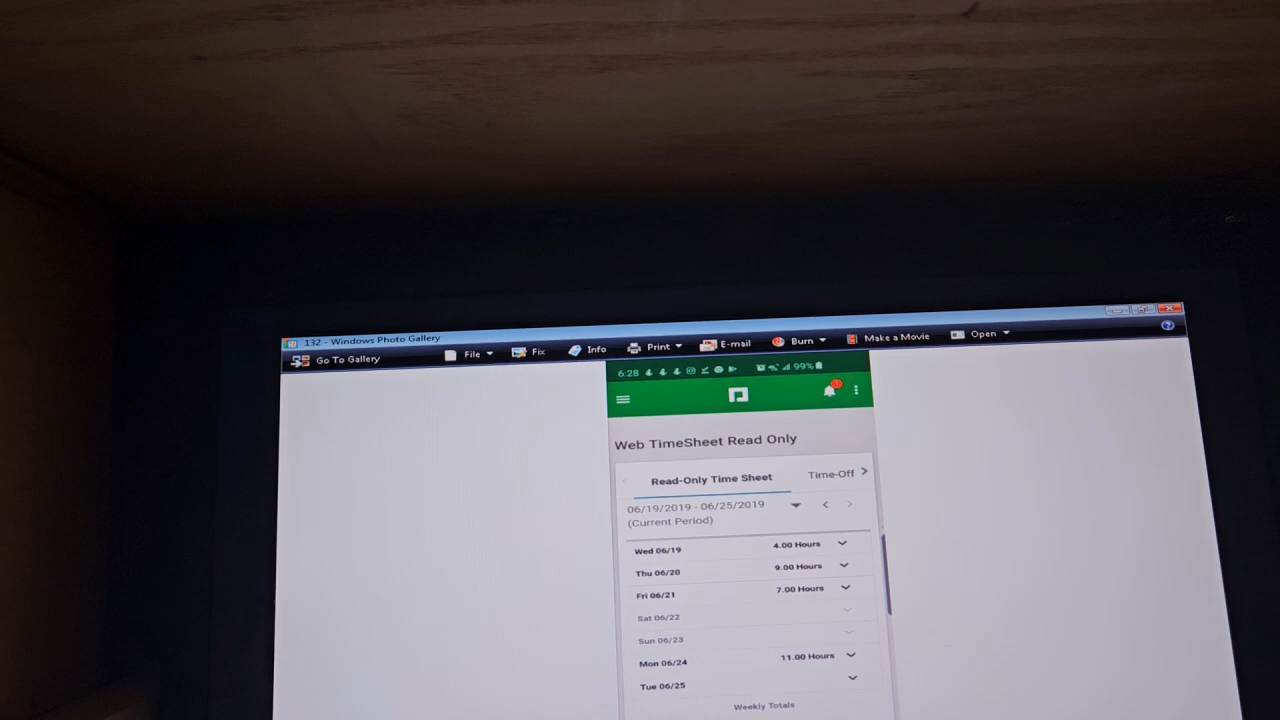 132 - Windows Photo Gallery
Go To Gallery File Fix Info Print E-mail Burn Make a Movie Open
6:28 99%
1
Web TimeSheet Read Only
Read-Only Time Sheet Time-Off
06/19/2019 - 06/25/2019
(Current Period)
Wed 06/19 4.00 Hours
Thu 06/20 9.00 Hours
Fri 06/21 7.00 Hours
Sat 06/22
Sun 06/23
Mon 06/24 11.00 Hours
Tue 06/25
Weekly Totals